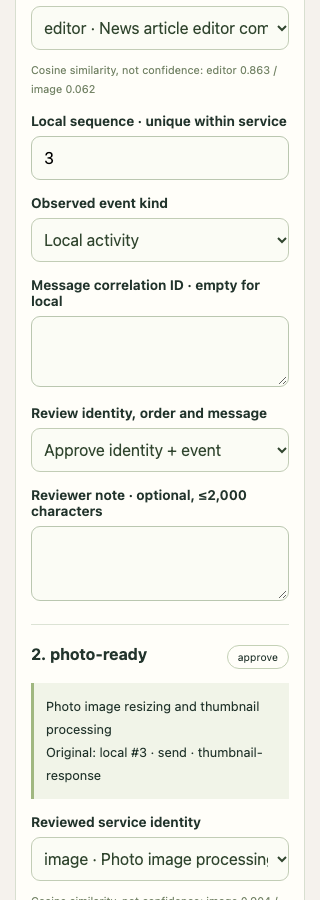 editor · News article editor com
Cosine similarity, not confidence: editor 0.863 /
image 0.062
Local sequence · unique within service
3
Observed event kind
Local activity
Message correlation ID · empty for
local
Review identity, order and message
Approve identity + event
Reviewer note · optional, ≤2,000
characters
2. photo-ready
approve
Photo image resizing and thumbnail
processing
Original: local #3 · send · thumbnail-
response
Reviewed service identity
image · Photo image processing